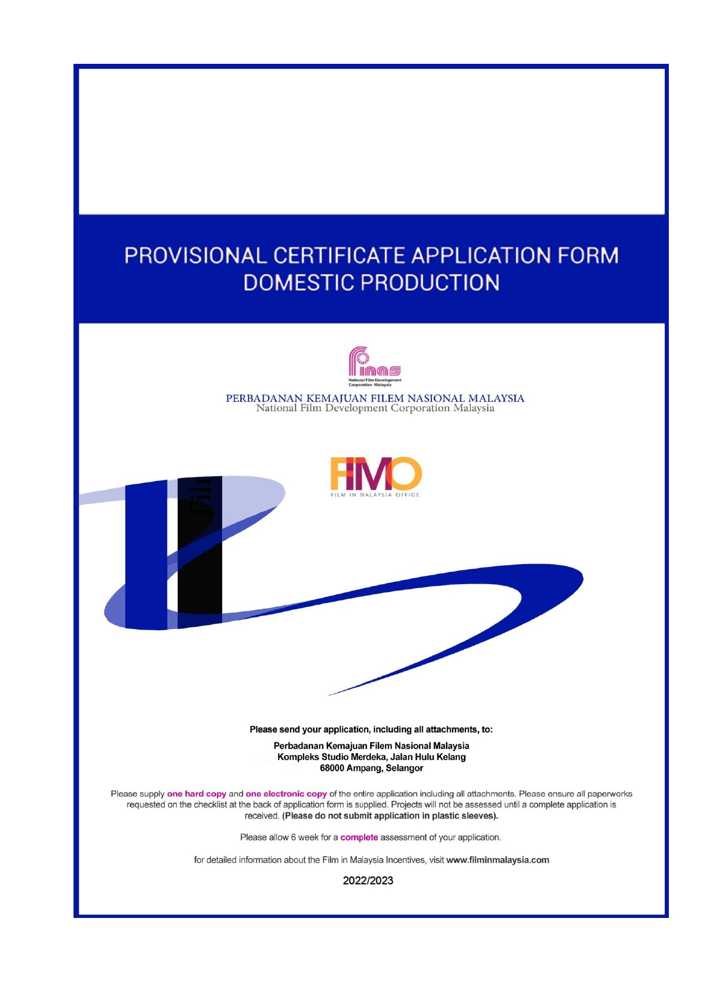 PROVISIONAL CERTIFICATE APPLICATION FORM
DOMESTIC PRODUCTION
Finas
National Film Development
Corporation Malaysia
PERBADANAN KEMAJUAN FILEM NASIONAL MALAYSIA
National Film Development Corporation Malaysia
FIMO
FILM IN MALAYSIA OFFICE
Film
Please send your application, including all attachments, to:
Perbadanan Kemajuan Filem Nasional Malaysia
Kompleks Studio Merdeka, Jalan Hulu Kelang
68000 Ampang, Selangor
Please supply one hard copy and one electronic copy of the entire application including all attachments. Please ensure all paperworks
requested on the checklist at the back of application form is supplied. Projects will not be assessed until a complete application is
received. (Please do not submit application in plastic sleeves).
Please allow 6 week for a complete assessment of your application.
for detailed information about the Film in Malaysia Incentives, visit www.filminmalaysia.com
2022/2023